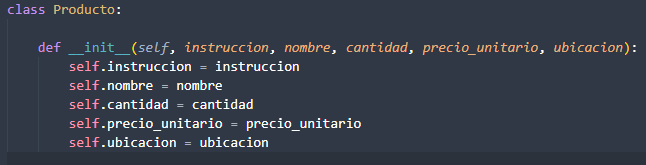 class Producto:
def __init__(self, instruccion, nombre, cantidad, precio_unitario, ubicacion):
self.instruccion = instruccion
self.nombre = nombre
self.cantidad = cantidad
self.precio_unitario = precio_unitario
self.ubicacion = ubicacion